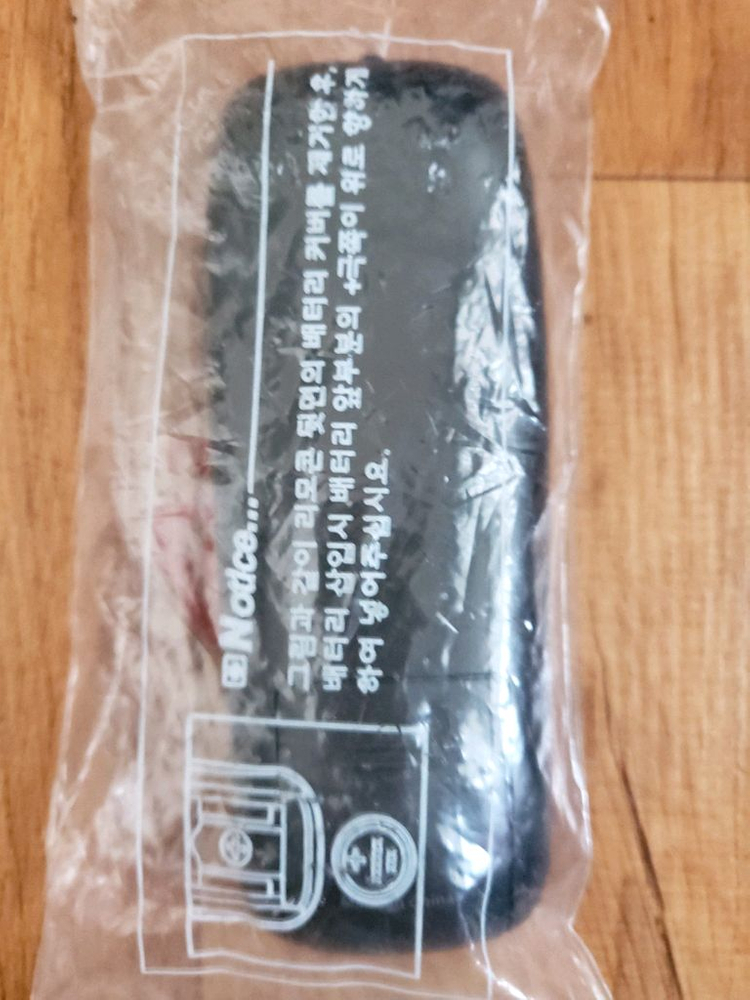 Notice...
그림과 같이 리모콘 뒷면의 배터리 커버를 제거한 후,
배터리 삽입시 배터리 앞부분의 +극쪽이 위로 향하게
하여 넣어주십시요.
+